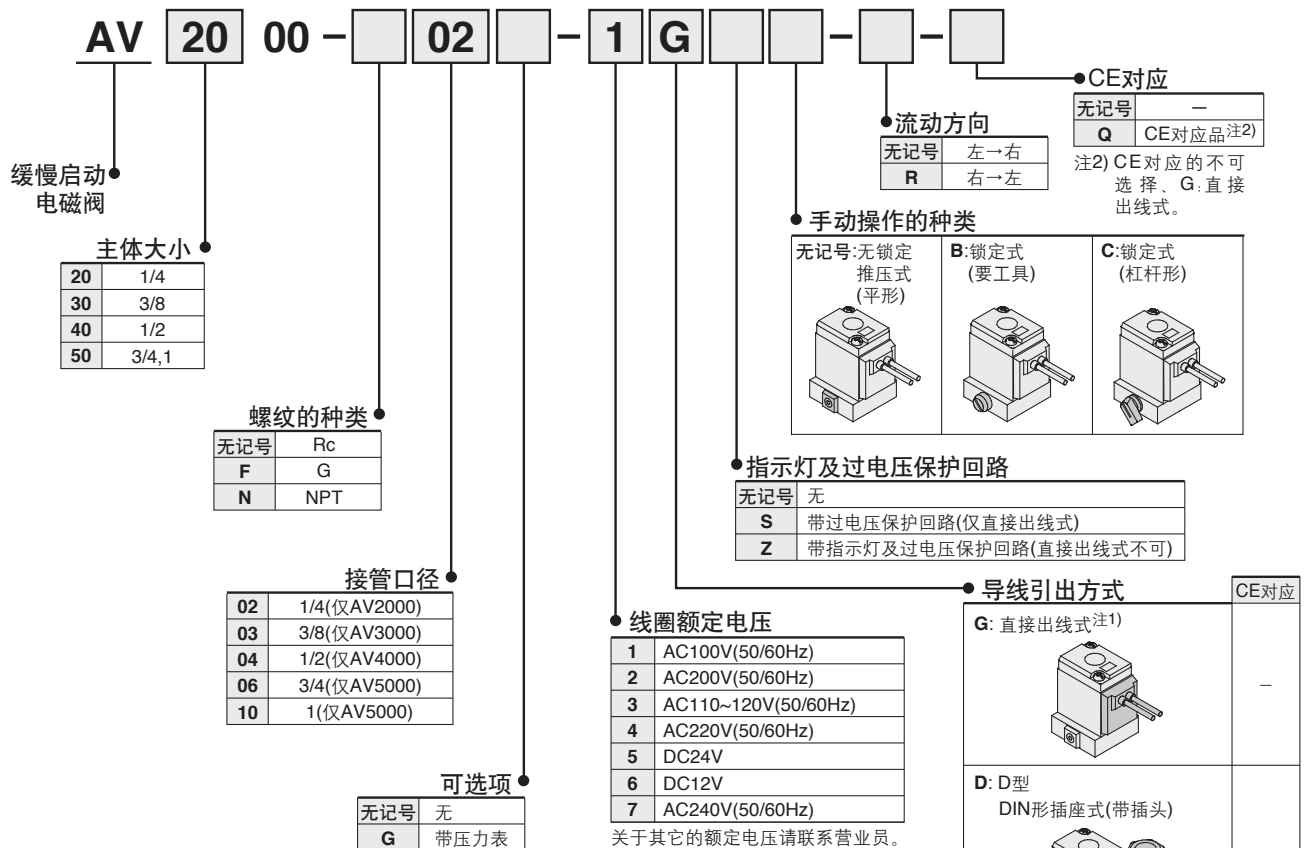 AV 20 00 － 02 － 1 G － －
CE对应
无记号 －
Q CE对应品注2)
注2) CE对应的不可
选择、G:直接
出线式。
流动方向
无记号 左→右
R 右→左
缓慢启动
电磁阀
手动操作的种类
无记号:无锁定
推压式
(平形)
B:锁定式
(要工具)
C:锁定式
(杠杆形)
主体大小
20 1/4
30 3/8
40 1/2
50 3/4,1
螺纹的种类
无记号 Rc
F G
N NPT
指示灯及过电压保护回路
无记号 无
S 带过电压保护回路(仅直接出线式)
Z 带指示灯及过电压保护回路(直接出线式不可)
接管口径
02 1/4(仅AV2000)
03 3/8(仅AV3000)
04 1/2(仅AV4000)
06 3/4(仅AV5000)
10 1(仅AV5000)
线圈额定电压
1 AC100V(50/60Hz)
2 AC200V(50/60Hz)
3 AC110~120V(50/60Hz)
4 AC220V(50/60Hz)
5 DC24V
6 DC12V
7 AC240V(50/60Hz)
关于其它的额定电压请联系营业员。
导线引出方式 CE对应
G: 直接出线式注1)
－
D: D型
DIN形插座式(带插头)
可选项
无记号 无
G 带压力表